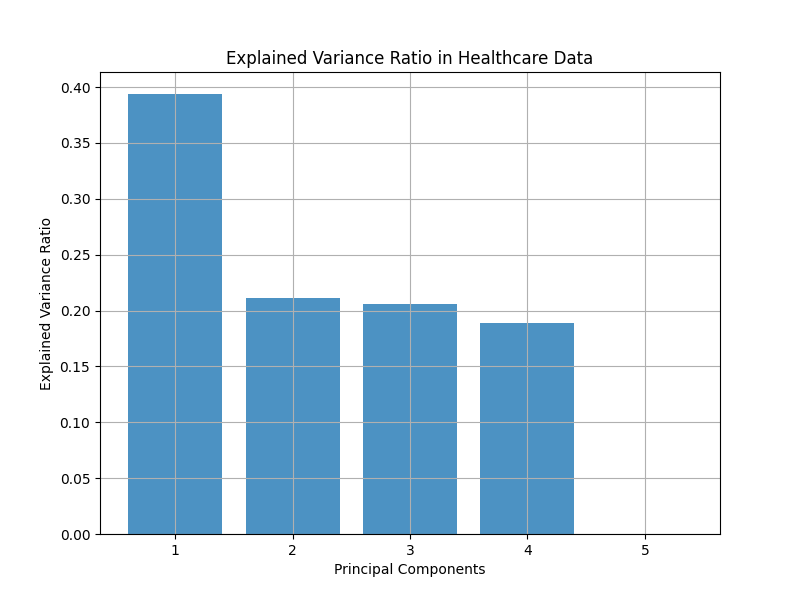 Explained Variance Ratio in Healthcare Data
Explained Variance Ratio
0.40
0.35
0.30
0.25
0.20
0.15
0.10
0.05
0.00
1 2 3 4 5
Principal Components